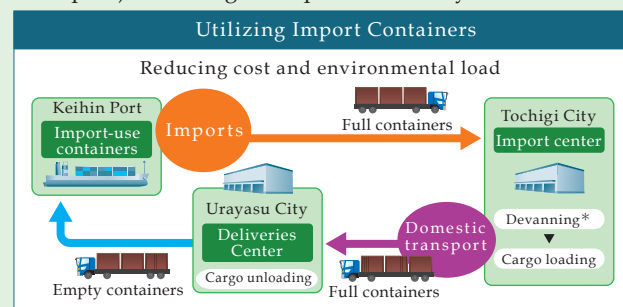 Utilizing Import Containers
Reducing cost and environmental load
Keihin Port
Import-use
containers
Imports
Full containers
Tochigi City
Import center
Devanning*
▼
Cargo loading
Domestic
transport
Full containers
Urayasu City
Deliveries
Center
Cargo unloading
Empty containers